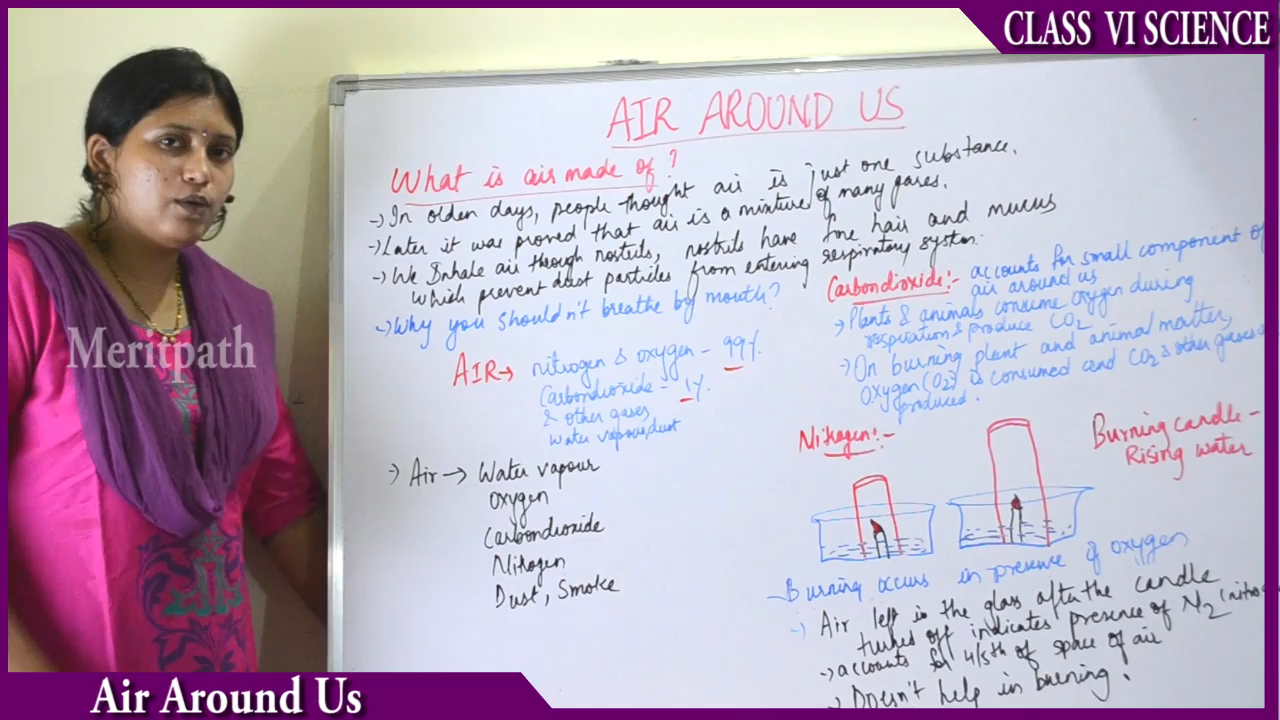 CLASS VI SCIENCE
AIR AROUND US
What is air made of?
→ In olden days, people thought air is just one substance.
→ Later it was proved that air is a mixture of many gases.
→ We Inhale air through nostrils, nostrils have fine hair and mucus
which prevent dust particles from entering respiratory system.
→ Why you shouldn't breathe by mouth?
AIR → nitrogen & oxygen - 99%.
Carbondioxide - 1%.
& other gases,
water vapour, dust
→ Air → Water vapour
Oxygen
Carbondioxide
Nitrogen
Dust, Smoke
Carbondioxide:- accounts for small component of
air around us
→ Plants & animals consume oxygen during
respiration & produce CO2
→ On burning plant and animal matter,
Oxygen (O2) is consumed and CO2 & other gases
produced.
Nitrogen:-
Burning candle -
Rising water
- Burning occurs in presence of oxygen
→ Air left in the glass after the candle
turns off indicates presence of N2 (nitro
→ accounts for 4/5th of space of air
→ Doesn't help in burning.
Meritpath
Air Around Us